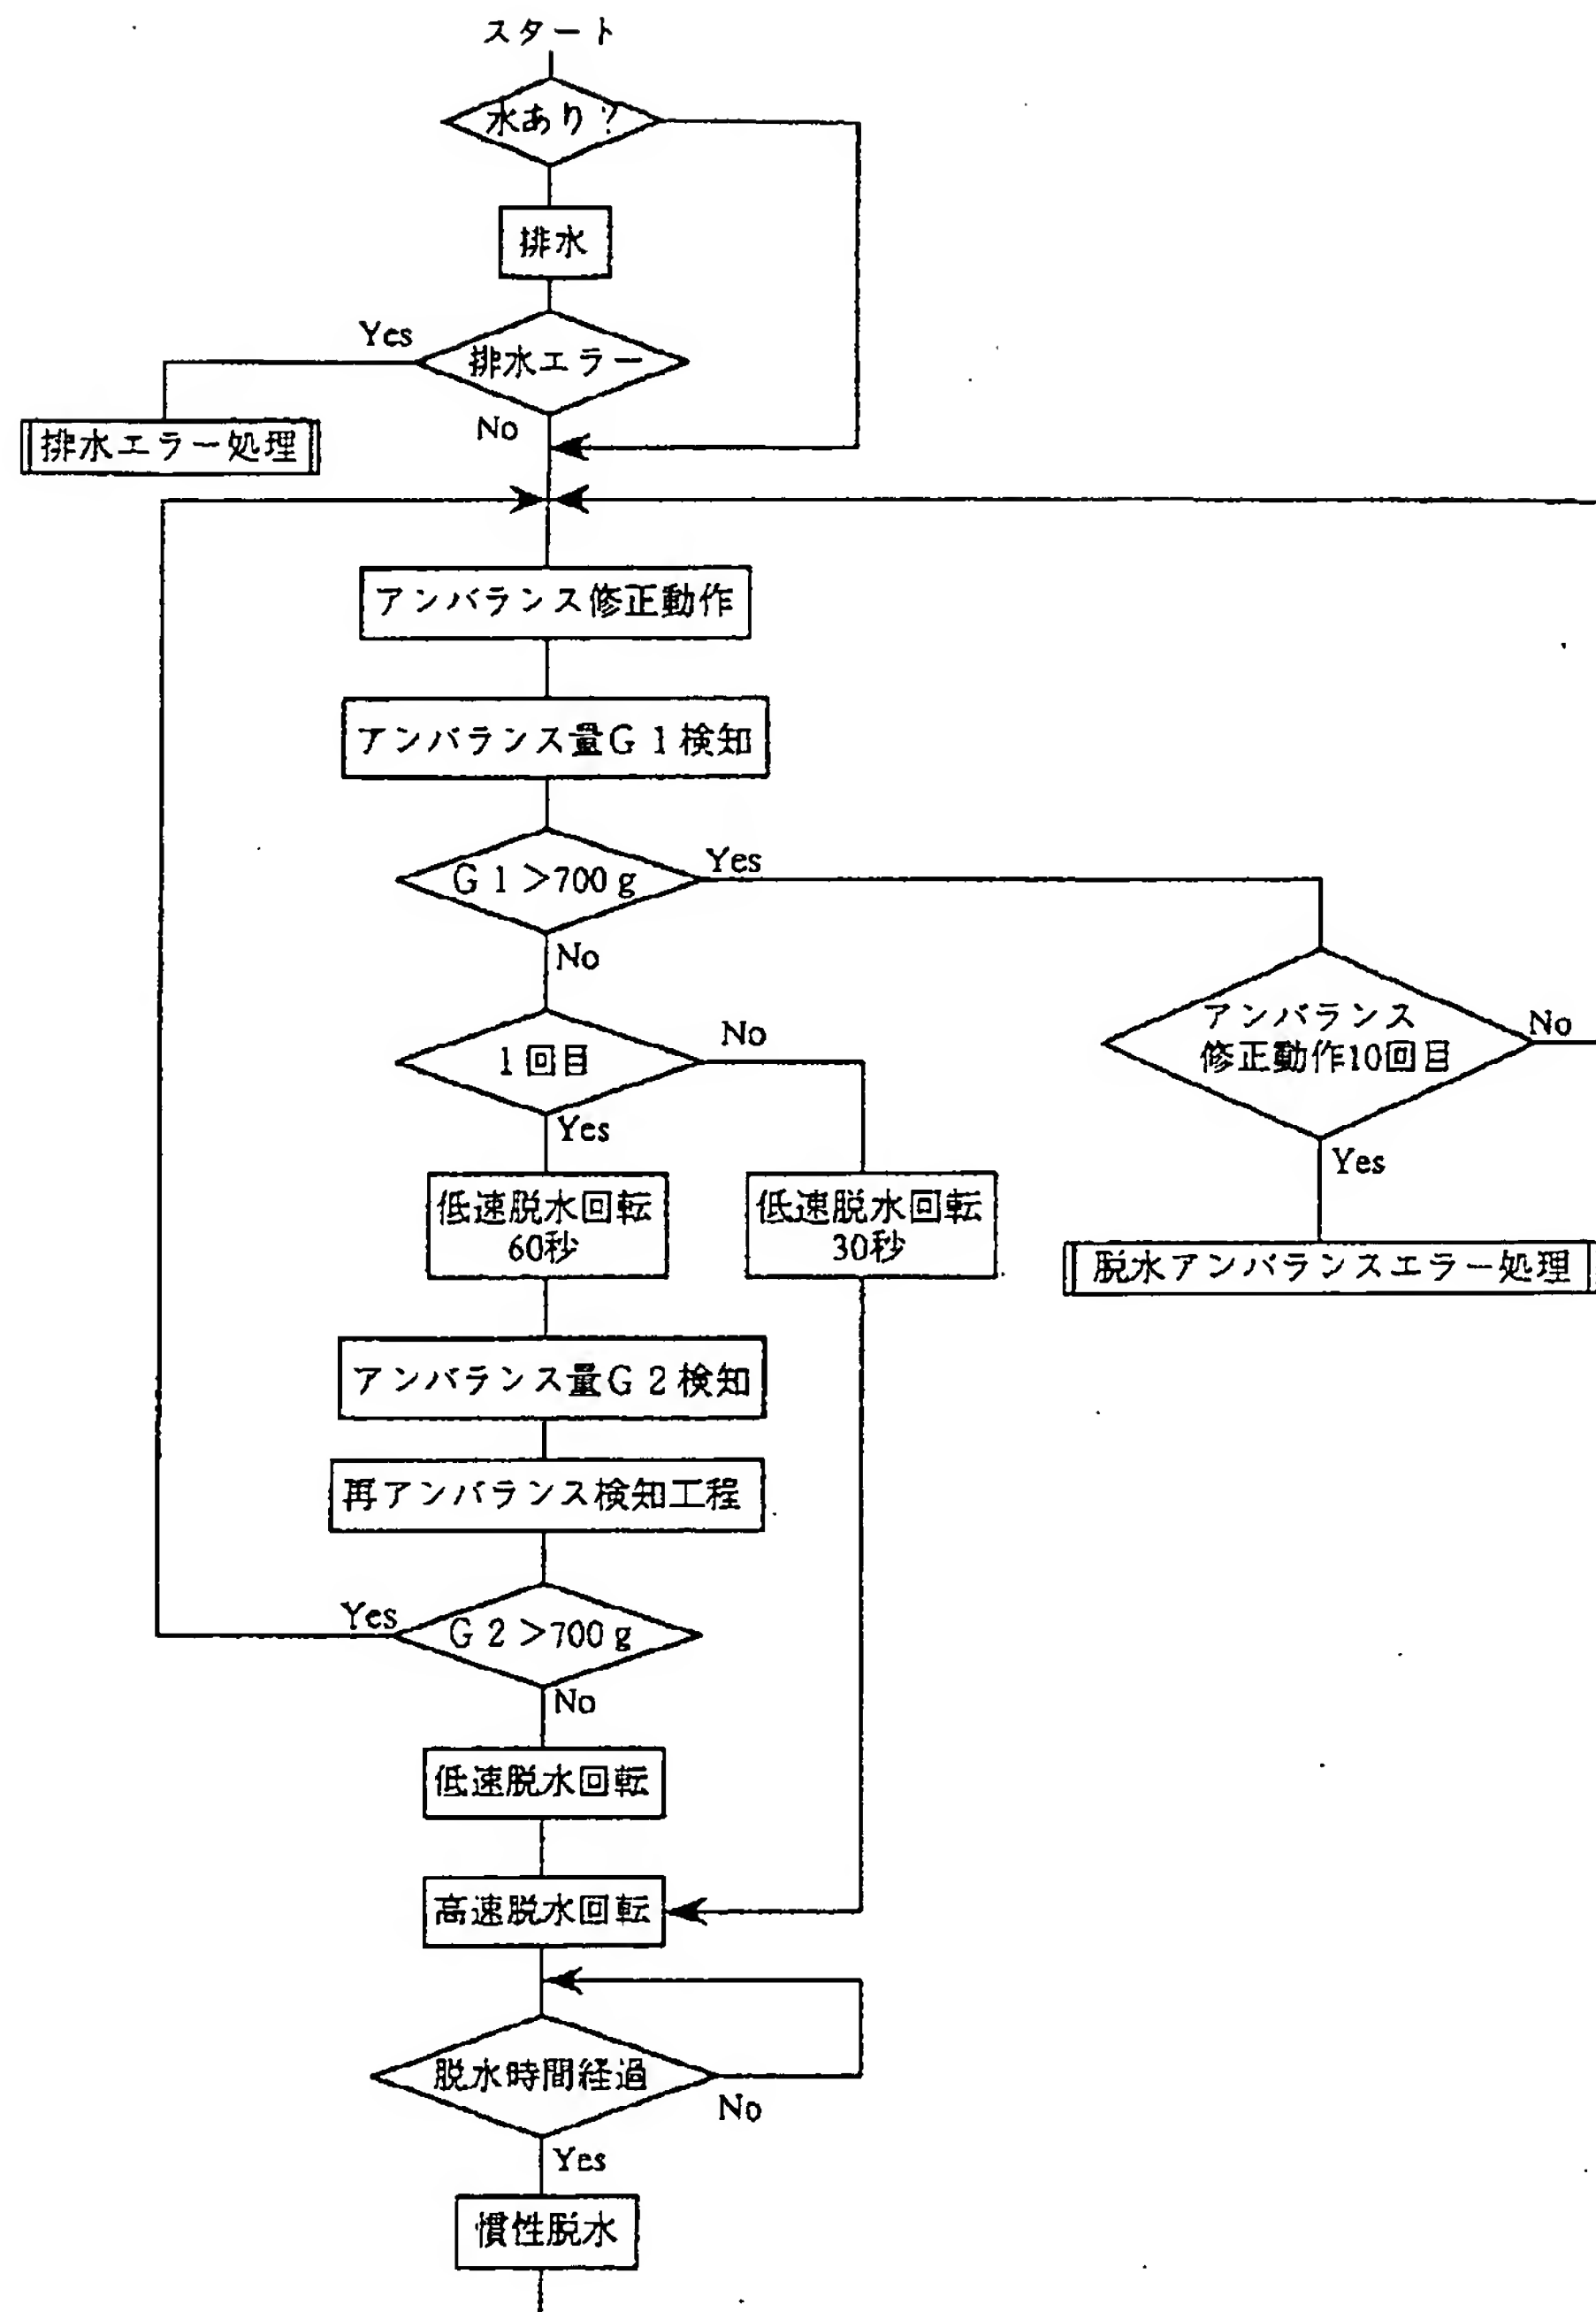 スタート
水あり?
排水
Yes
排水エラー
No
排水エラー処理
アンバランス修正動作
アンバランス量G1検知
G1>700g
Yes
No
1回目
No
Yes
アンバランス
修正動作10回目
No
Yes
低速脱水回転
60秒
低速脱水回転
30秒
脱水アンバランスエラー処理
アンバランス量G2検知
再アンバランス検知工程
Yes
G2>700g
No
低速脱水回転
高速脱水回転
脱水時間経過
No
Yes
慣性脱水